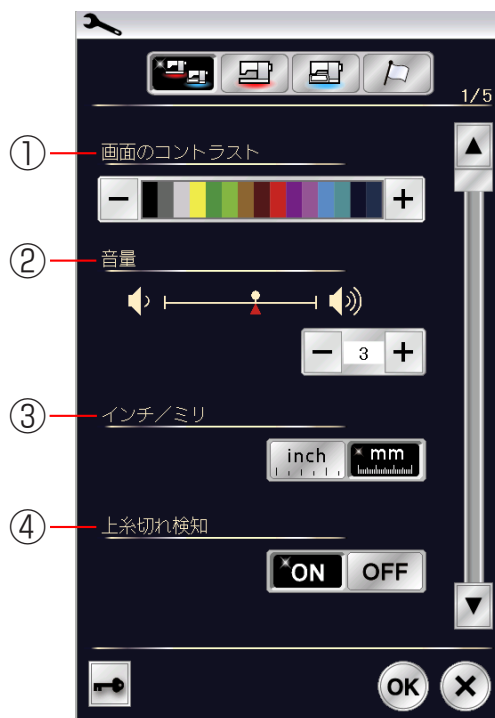 1/5
① 画面のコントラスト
− +
② 音量
− 3 +
③ インチ／ミリ
inch mm
④ 上糸切れ検知
ON OFF
OK